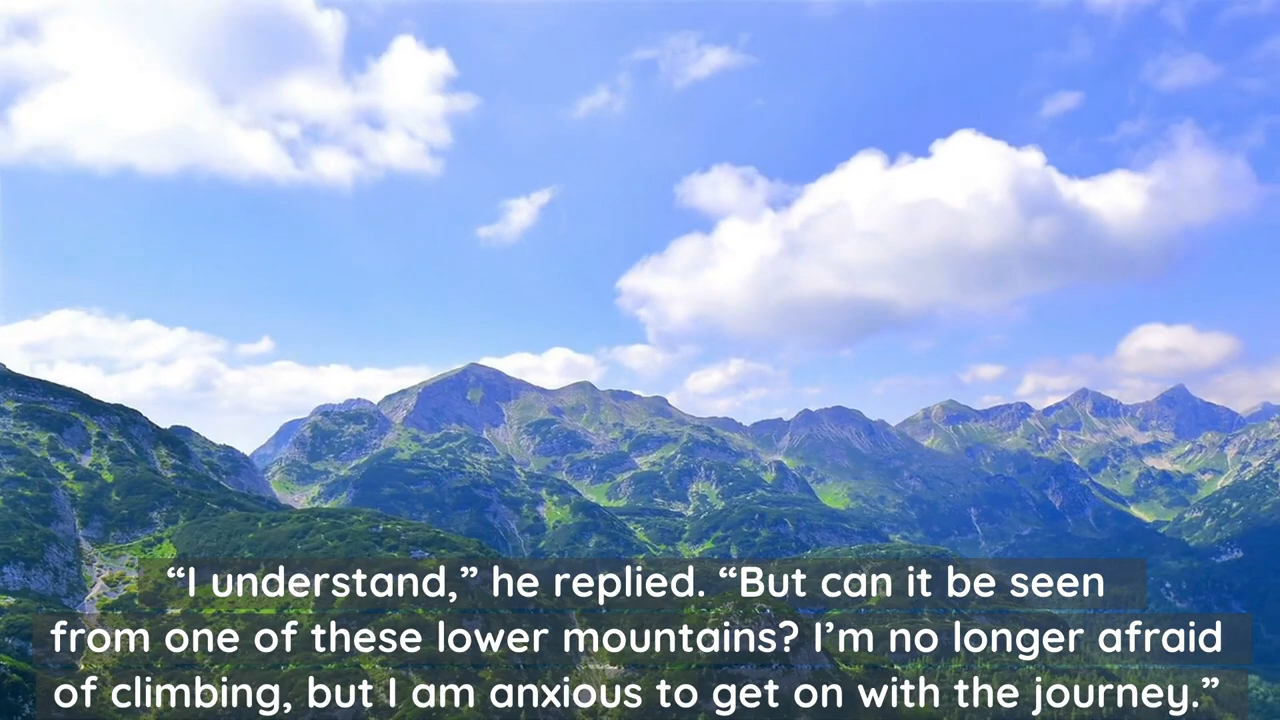 “I understand,” he replied. “But can it be seen
from one of these lower mountains? I’m no longer afraid
of climbing, but I am anxious to get on with the journey.”